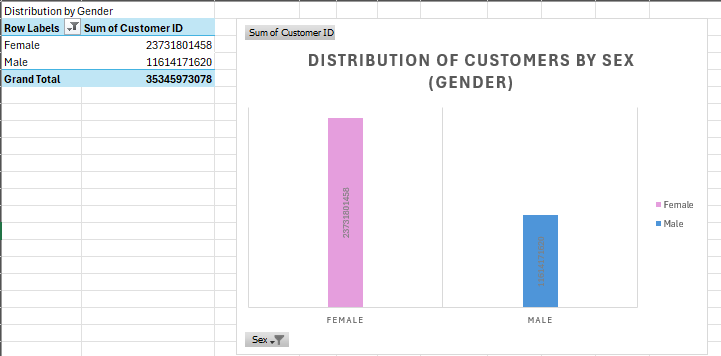 Distribution by Gender
Row Labels Sum of Customer ID
Female 23731801458
Male 11614171620
Grand Total 35345973078
Sum of Customer ID
DISTRIBUTION OF CUSTOMERS BY SEX
(GENDER)
23731801458
11614171620
Female
Male
FEMALE MALE
Sex